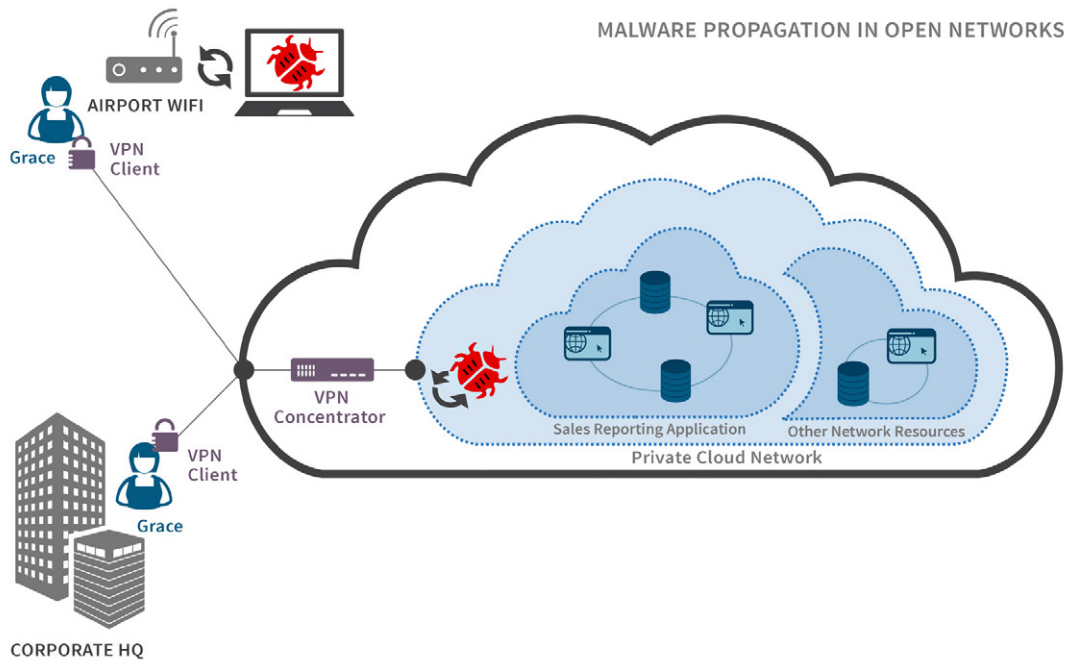 MALWARE PROPAGATION IN OPEN NETWORKS
AIRPORT WIFI
Grace
VPN
Client
VPN
Concentrator
Sales Reporting Application
Other Network Resources
Private Cloud Network
VPN
Client
Grace
CORPORATE HQ